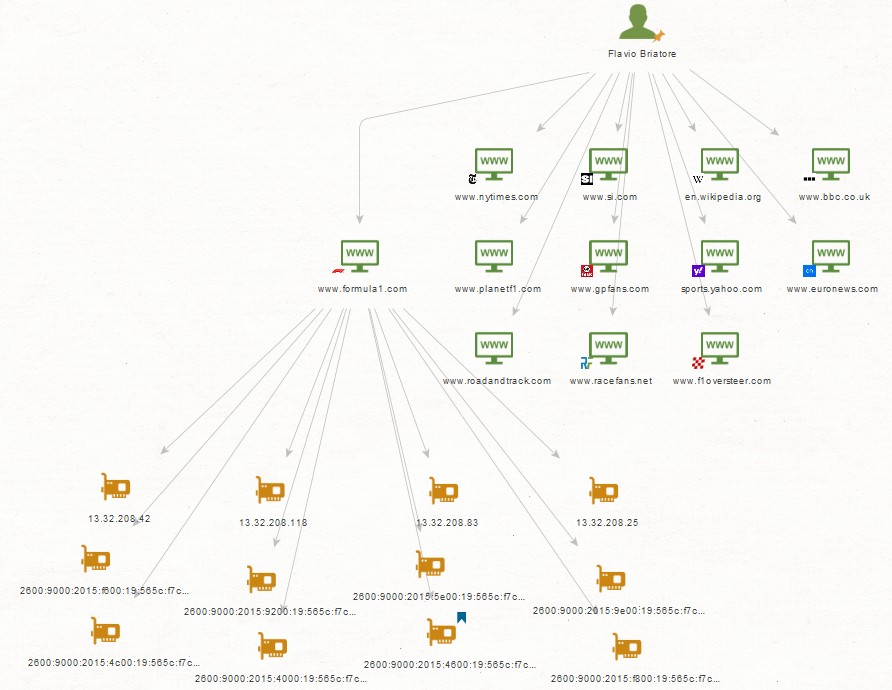 Flavio Briatore
www
www
www
www
www.nytimes.com
www.si.com
en.wikipedia.org
www.bbc.co.uk
www
www
www
www
www
www.formula1.com
www.planetf1.com
www.gpfans.com
sports.yahoo.com
www.euronews.com
www
www
www
www.roadandtrack.com
www.racefans.net
www.f1oversteer.com
13.32.208.42
13.32.208.118
13.32.208.83
13.32.208.25
2600:9000:2015:f600:19:565c:f7c...
2600:9000:2015:9200:19:565c:f7c...
2600:9000:2015:5e00:19:565c:f7c...
2600:9000:2015:9e00:19:565c:f7c...
2600:9000:2015:4c00:19:565c:f7c...
2600:9000:2015:4000:19:565c:f7c...
2600:9000:2015:4600:19:565c:f7c...
2600:9000:2015:f800:19:565c:f7c...